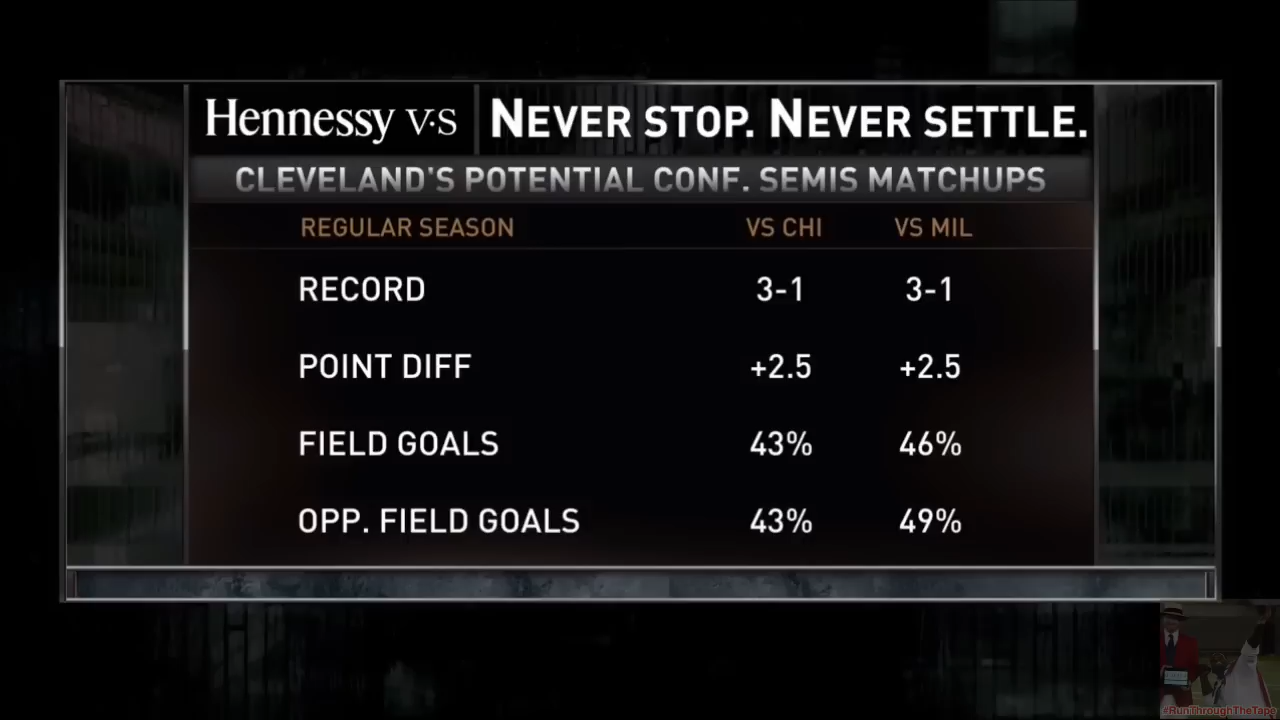 Hennessy V.S | NEVER STOP. NEVER SETTLE.
CLEVELAND'S POTENTIAL CONF. SEMIS MATCHUPS
REGULAR SEASON VS CHI VS MIL
RECORD 3-1 3-1
POINT DIFF +2.5 +2.5
FIELD GOALS 43% 46%
OPP. FIELD GOALS 43% 49%
#RunThroughTheTape